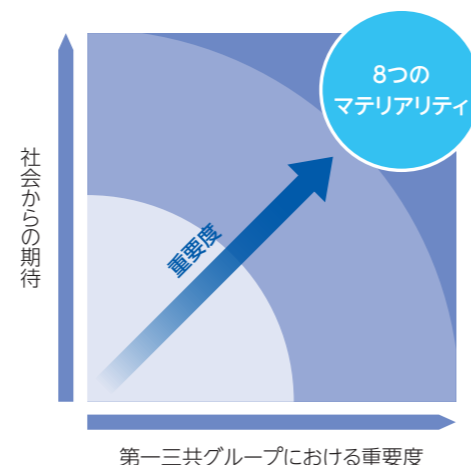 8つの
マテリアリティ
社会からの期待
重要度
第一三共グループにおける重要度